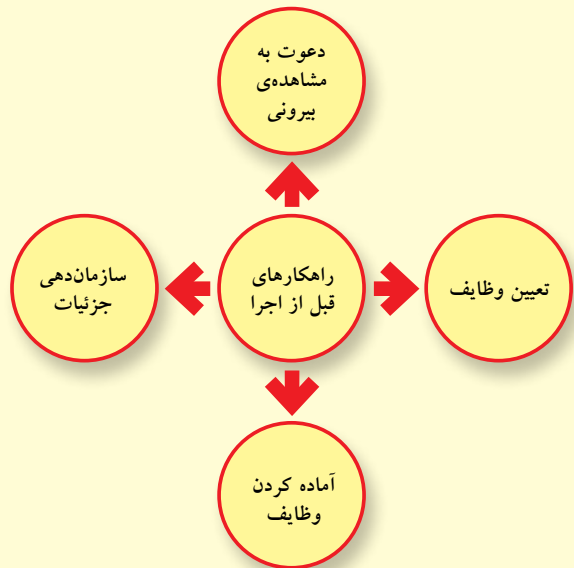 دعوت به
مشاهده‌ی
بیرونی
راهکارهای
قبل از اجرا
تعیین وظایف
سازمان‌دهی
جزئیات
آماده کردن
وظایف